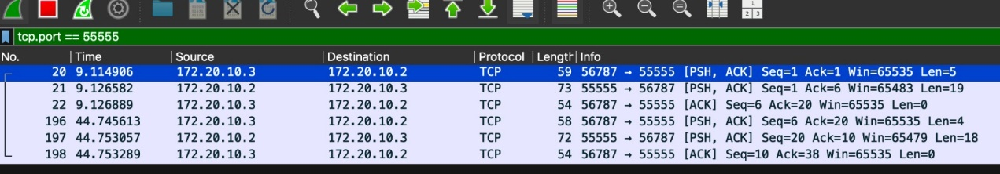 1 2 3
tcp.port == 55555
No. Time Source Destination Protocol Length Info
20 9.114906 172.20.10.3 172.20.10.2 TCP 59 56787 → 55555 [PSH, ACK] Seq=1 Ack=1 Win=65535 Len=5
21 9.126582 172.20.10.2 172.20.10.3 TCP 73 55555 → 56787 [PSH, ACK] Seq=1 Ack=6 Win=65483 Len=19
22 9.126889 172.20.10.3 172.20.10.2 TCP 54 56787 → 55555 [ACK] Seq=6 Ack=20 Win=65535 Len=0
196 44.745613 172.20.10.3 172.20.10.2 TCP 58 56787 → 55555 [PSH, ACK] Seq=6 Ack=20 Win=65535 Len=4
197 44.753057 172.20.10.2 172.20.10.3 TCP 72 55555 → 56787 [PSH, ACK] Seq=20 Ack=10 Win=65479 Len=18
198 44.753289 172.20.10.3 172.20.10.2 TCP 54 56787 → 55555 [ACK] Seq=10 Ack=38 Win=65535 Len=0